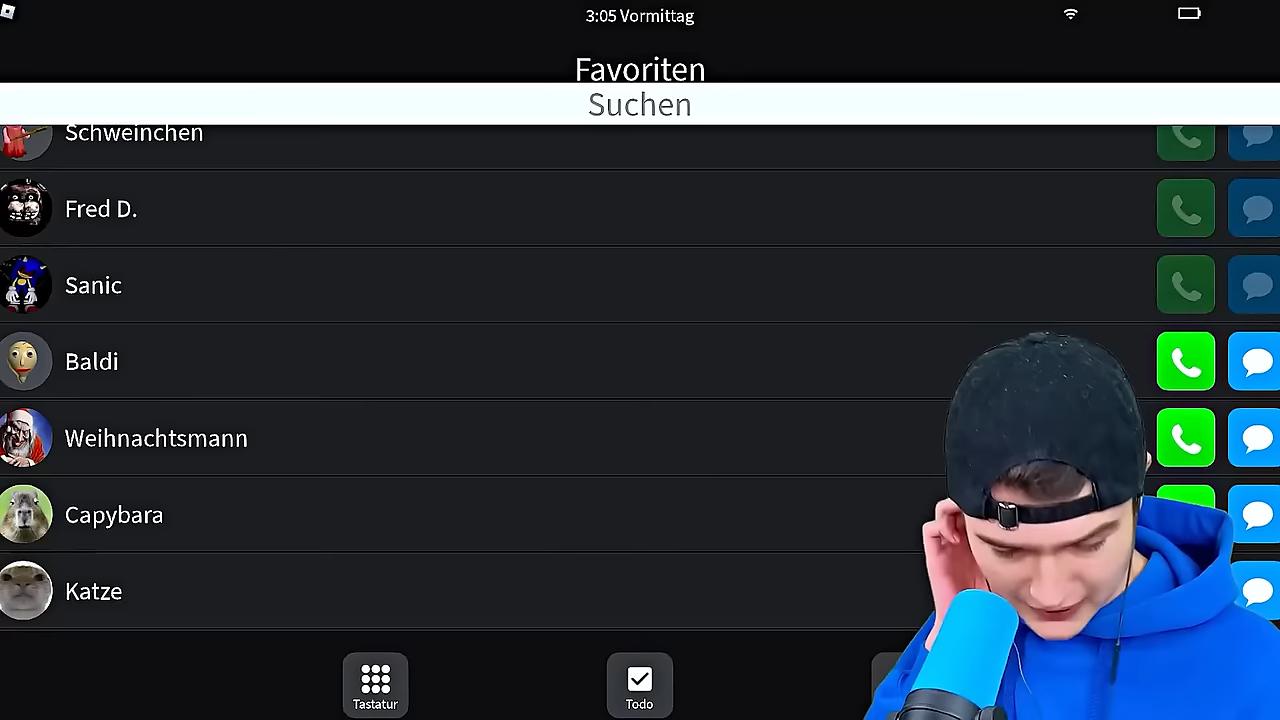 3:05 Vormittag
Favoriten
Suchen
Schweinchen
Fred D.
Sanic
Baldi
Weihnachtsmann
Capybara
Katze
Tastatur
Todo